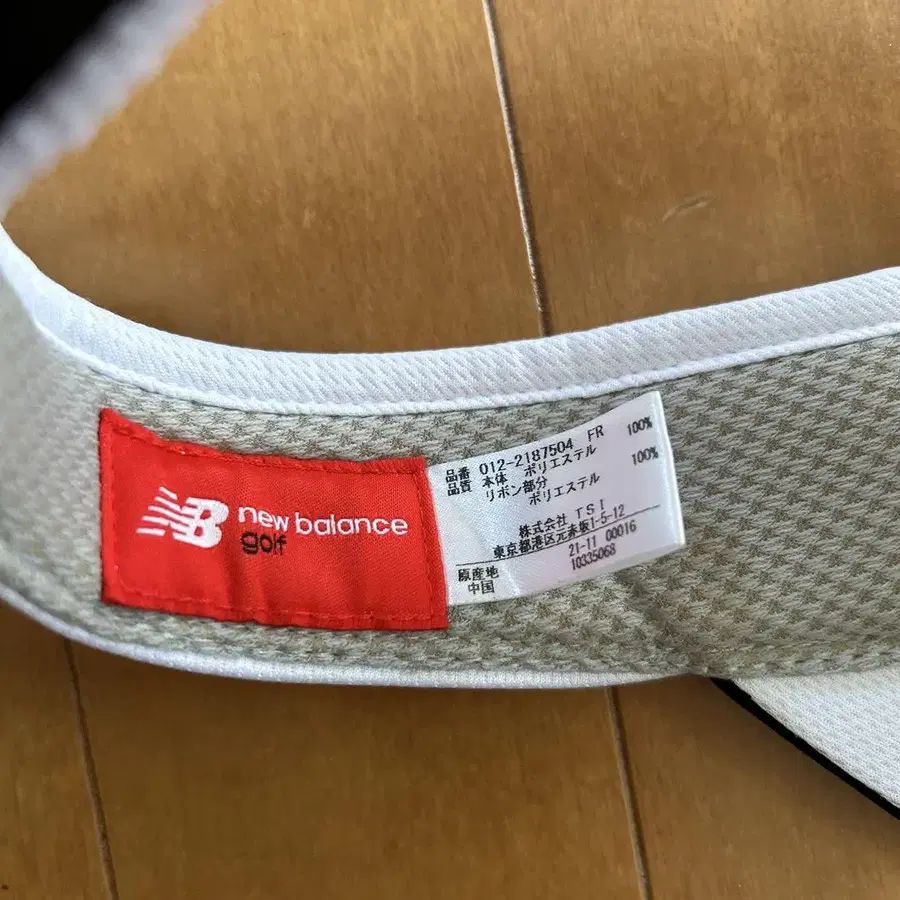 NB new balance
golf
品番 012-2187504 FR
品質 本体 ポリエステル 100%
リボン部分
ポリエステル 100%
株式会社 TSI
東京都港区元赤坂1-5-12
21-11 00016
10335068
原産地
中国